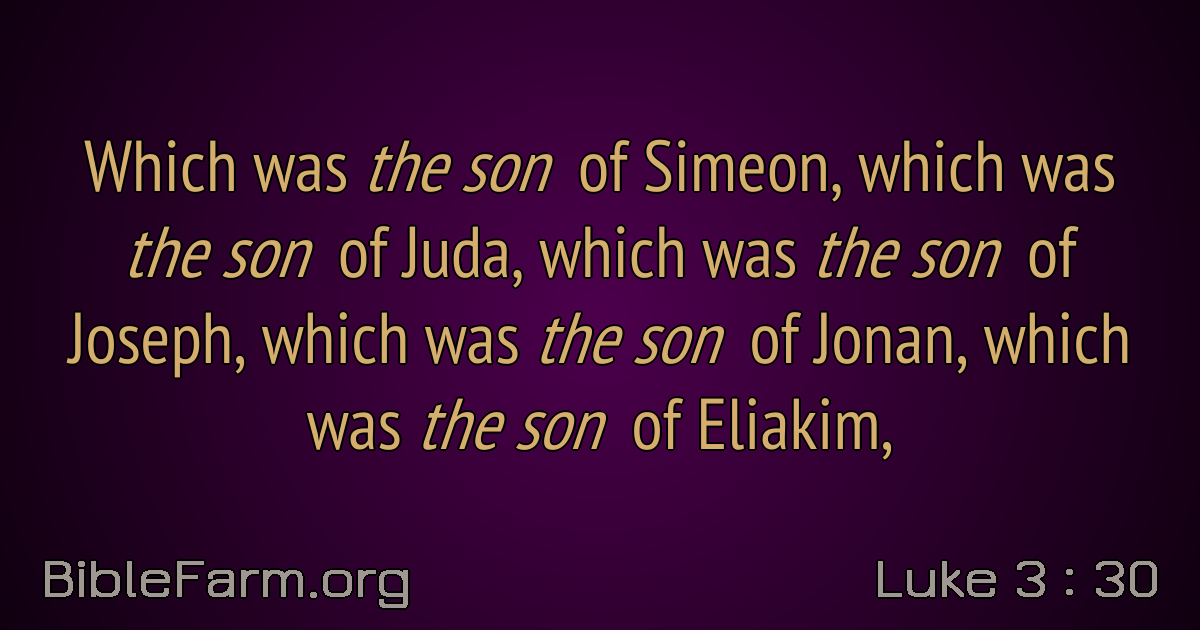 Which was the son of Simeon, which was
the son of Juda, which was the son of
Joseph, which was the son of Jonan, which
was the son of Eliakim,
BibleFarm.org
Luke 3 : 30